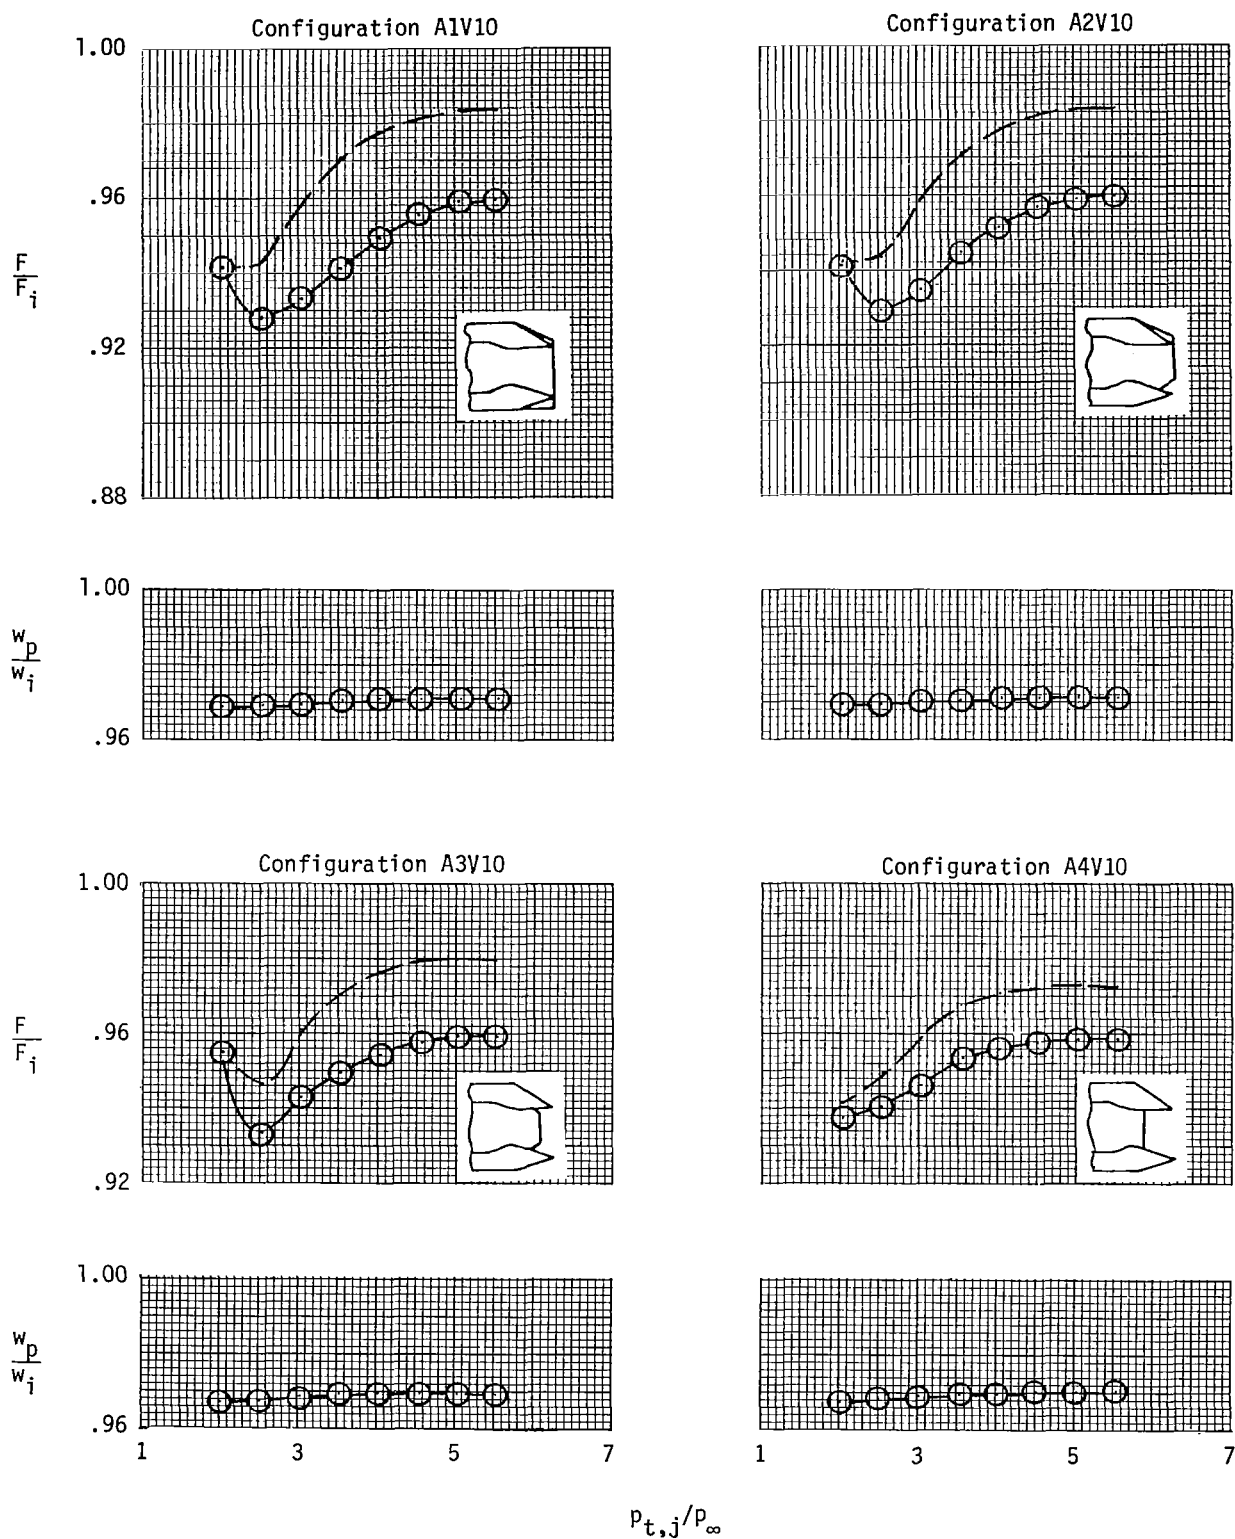 Configuration A1V10
Configuration A2V10
1.00
.96
.92
.88
F
F_i
1.00
.96
w_p
w_i
Configuration A3V10
Configuration A4V10
1.00
.96
.92
F
F_i
1.00
.96
w_p
w_i
1 3 5 7
1 3 5 7
p_t,j/p_∞